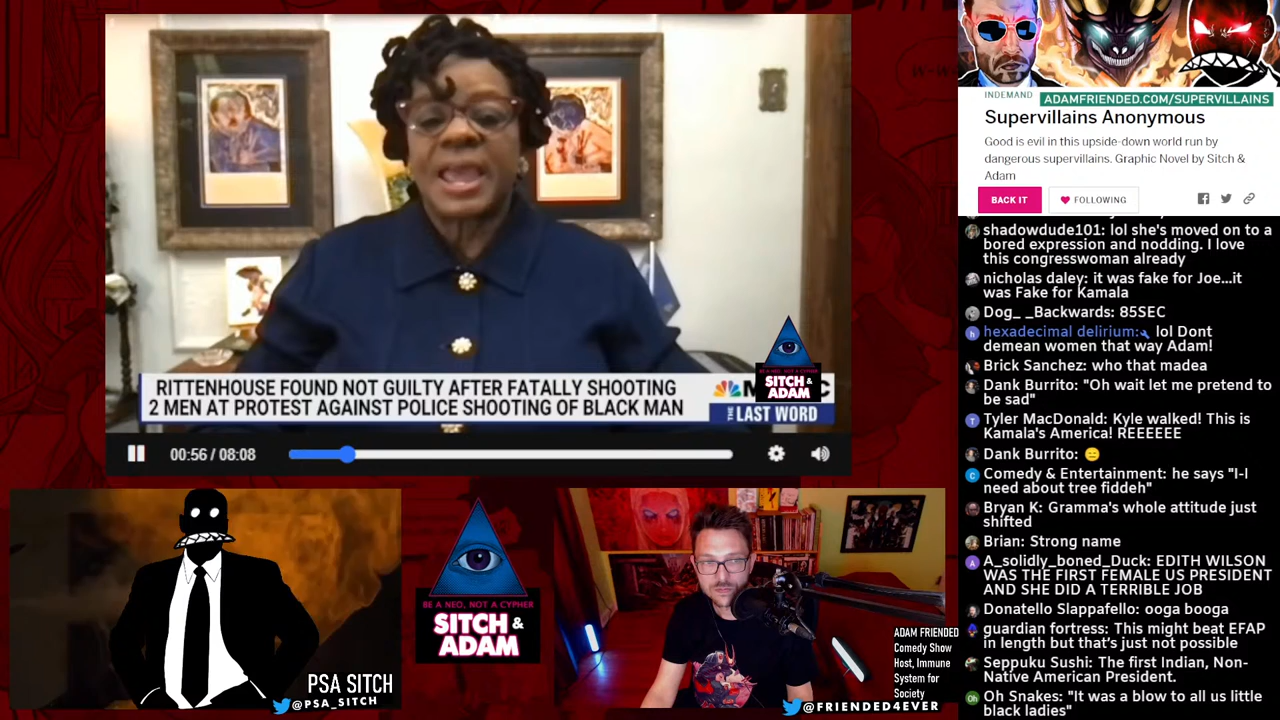 RITTENHOUSE FOUND NOT GUILTY AFTER FATALLY SHOOTING
2 MEN AT PROTEST AGAINST POLICE SHOOTING OF BLACK MAN
BE A NEO, NOT A CYPHER
SITCH &
ADAM
THE LAST WORD
00:56 / 08:08
PSA SITCH
@PSA_SITCH
BE A NEO, NOT A CYPHER
SITCH &
ADAM
ADAM FRIENDED
Comedy Show
Host, Immune
System for
Society
@FRIENDED4EVER
INDEMAND
ADAMFRIENDED.COM/SUPERVILLAINS
Supervillains Anonymous
Good is evil in this upside-down world run by
dangerous supervillains. Graphic Novel by Sitch &
Adam
BACK IT
FOLLOWING
shadowdude101: lol she's moved on to a
bored expression and nodding. I love
this congresswoman already
nicholas daley: it was fake for Joe...it
was Fake for Kamala
Dog_ _Backwards: 85SEC
hexadecimal delirium: lol Dont
demean women that way Adam!
Brick Sanchez: who that madea
Dank Burrito: "Oh wait let me pretend to
be sad"
Tyler MacDonald: Kyle walked! This is
Kamala's America! REEEEEE
Dank Burrito: 😑
Comedy & Entertainment: he says "I-I
need about tree fiddeh"
Bryan K: Gramma's whole attitude just
shifted
Brian: Strong name
A_solidly_boned_Duck: EDITH WILSON
WAS THE FIRST FEMALE US PRESIDENT
AND SHE DID A TERRIBLE JOB
Donatello Slappafello: ooga booga
guardian fortress: This might beat EFAP
in length but that's just not possible
Seppuku Sushi: The first Indian, Non-
Native American President.
Oh Snakes: "It was a blow to all us little
black ladies"